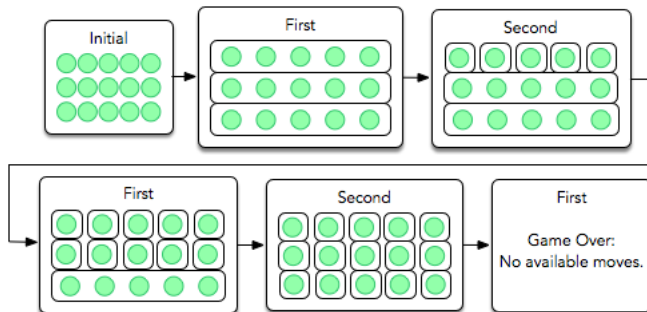 Initial
First
Second
First
Second
First
Game Over:
No available moves.